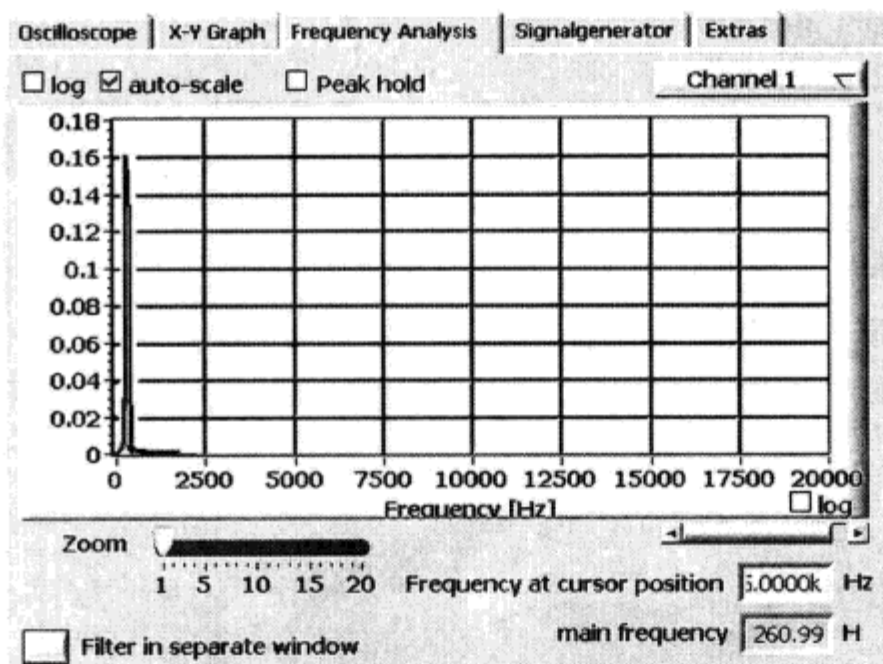 Oscilloscope X-Y Graph Frequency Analysis Signalgenerator Extras
log auto-scale Peak hold Channel 1
0.18
0.16
0.14
0.12
0.1
0.08
0.06
0.04
0.02
0
0 2500 5000 7500 10000 12500 15000 17500 20000
Frequency [Hz]
log
Zoom
1 5 10 15 20
Frequency at cursor position 5.0000k Hz
main frequency 260.99 H
Filter in separate window